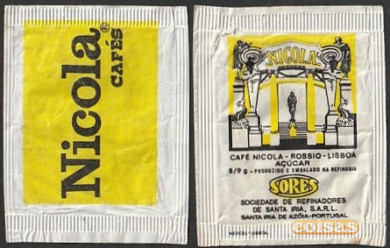 Nicola®
CAFÉS
NICOLA
CAFÉ NICOLA - ROSSIO - LISBOA
AÇÚCAR
8/9 g - PRODUZIDO E EMBALADO NA REFINARIA
SORES
SOCIEDADE DE REFINADORES
DE SANTA IRIA, S.A.R.L.
SANTA IRIA DE AZÓIA-PORTUGAL
coisas